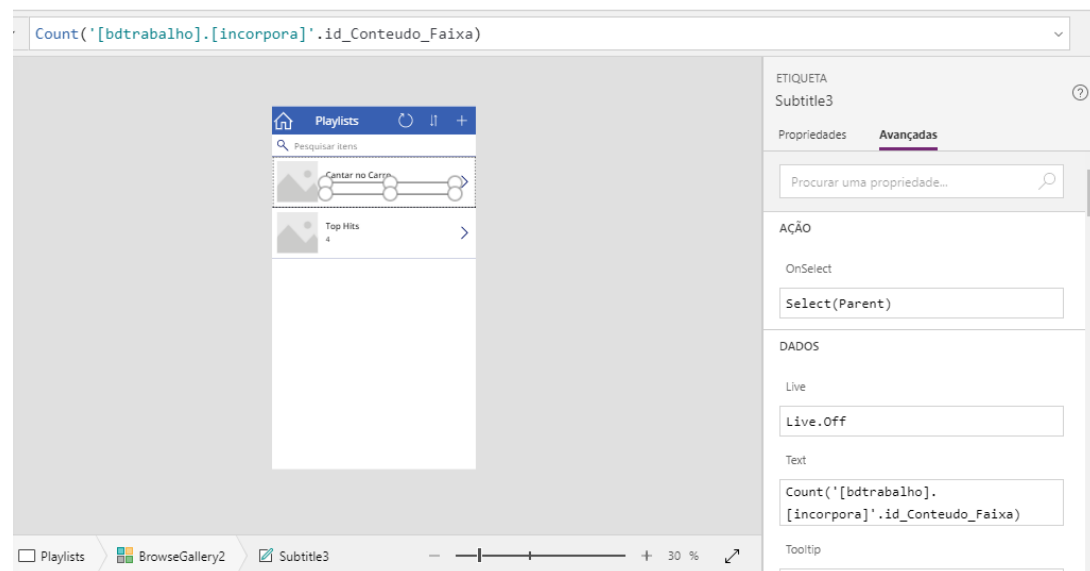 Count('[bdtrabalho].[incorpora]'.id_Conteudo_Faixa)
ETIQUETA
Subtitle3
Propriedades Avançadas
Procurar uma propriedade...
AÇÃO
OnSelect
Select(Parent)
DADOS
Live
Live.Off
Text
Count('[bdtrabalho].
[incorpora]'.id_Conteudo_Faixa)
Tooltip
Playlists
Pesquisar itens
Cantar no Carro
Top Hits
4
Playlists BrowseGallery2 Subtitle3 30 %